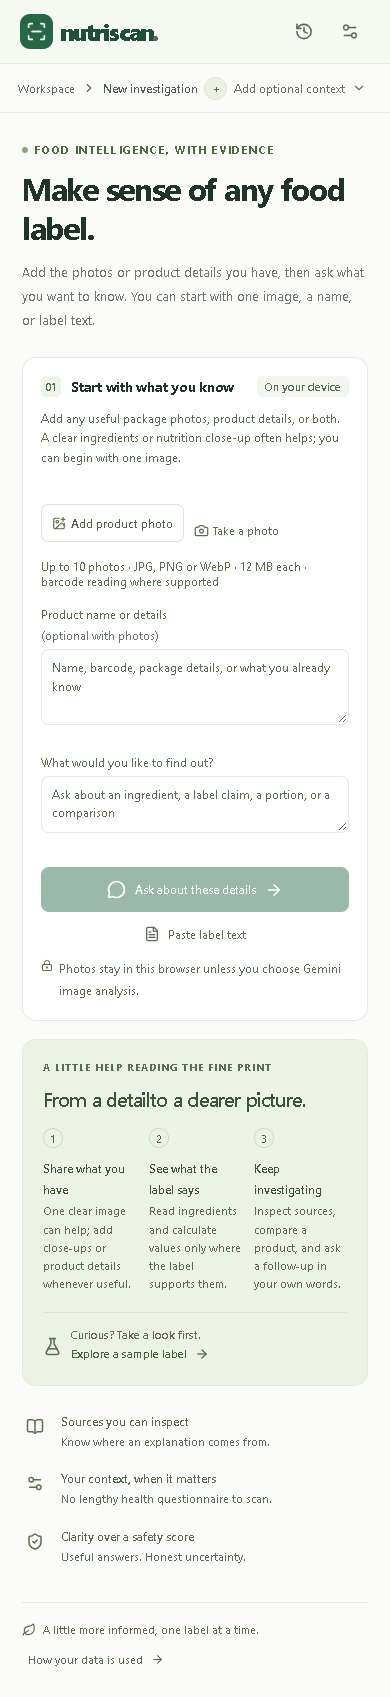 nutriscan.
Workspace > New investigation + Add optional context
FOOD INTELLIGENCE, WITH EVIDENCE
Make sense of any food
label.
Add the photos or product details you have, then ask what
you want to know. You can start with one image, a name,
or label text.
01 Start with what you know On your device
Add any useful package photos, product details, or both.
A clear ingredients or nutrition close-up often helps; you
can begin with one image.
Add product photo Take a photo
Up to 10 photos · JPG, PNG or WebP · 12 MB each ·
barcode reading where supported
Product name or details
(optional with photos)
Name, barcode, package details, or what you already
know
What would you like to find out?
Ask about an ingredient, a label claim, a portion, or a
comparison
Ask about these details →
Paste label text
Photos stay in this browser unless you choose Gemini
image analysis.
A LITTLE HELP READING THE FINE PRINT
From a detailto a clearer picture.
1
Share what you
have
One clear image
can help; add
close-ups or
product details
whenever useful.
2
See what the
label says
Read ingredients
and calculate
values only where
the label
supports them.
3
Keep
investigating
Inspect sources,
compare a
product, and ask
a follow-up in
your own words.
Curious? Take a look first.
Explore a sample label →
Sources you can inspect
Know where an explanation comes from.
Your context, when it matters
No lengthy health questionnaire to scan.
Clarity over a safety score
Useful answers. Honest uncertainty.
A little more informed, one label at a time.
How your data is used →